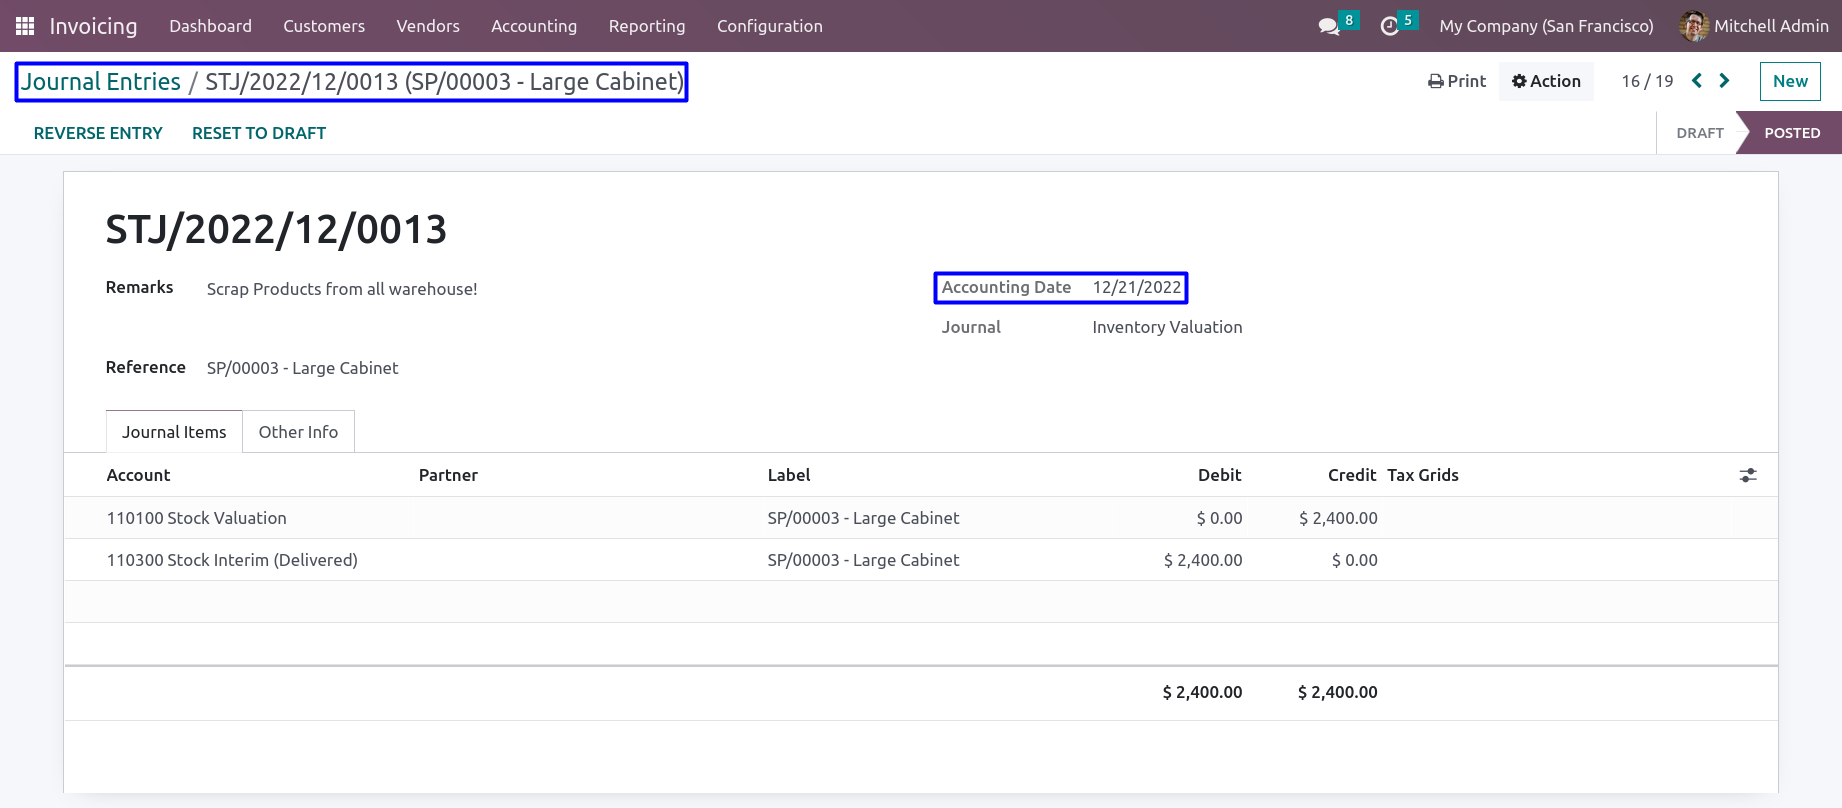 Invoicing Dashboard Customers Vendors Accounting Reporting Configuration 8 5 My Company (San Francisco) Mitchell Admin
Journal Entries / STJ/2022/12/0013 (SP/00003 - Large Cabinet) Print Action 16 / 19 New
REVERSE ENTRY RESET TO DRAFT DRAFT POSTED
STJ/2022/12/0013
Remarks Scrap Products from all warehouse! Accounting Date 12/21/2022
Journal Inventory Valuation
Reference SP/00003 - Large Cabinet
Journal Items Other Info
Account Partner Label Debit Credit Tax Grids
110100 Stock Valuation SP/00003 - Large Cabinet $ 0.00 $ 2,400.00
110300 Stock Interim (Delivered) SP/00003 - Large Cabinet $ 2,400.00 $ 0.00
$ 2,400.00 $ 2,400.00